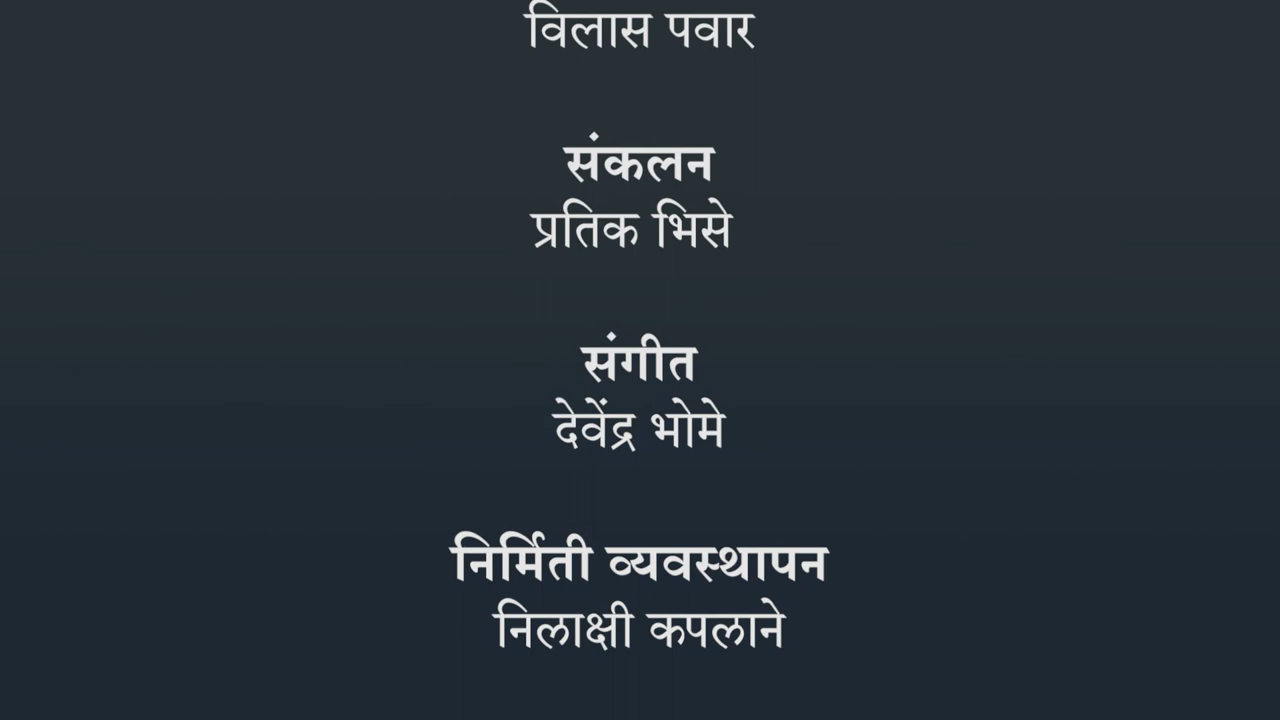 विलास पवार
संकलन
प्रतिक भिसे
संगीत
देवेंद्र भोमे
निर्मिती व्यवस्थापन
निलाक्षी कपलाने